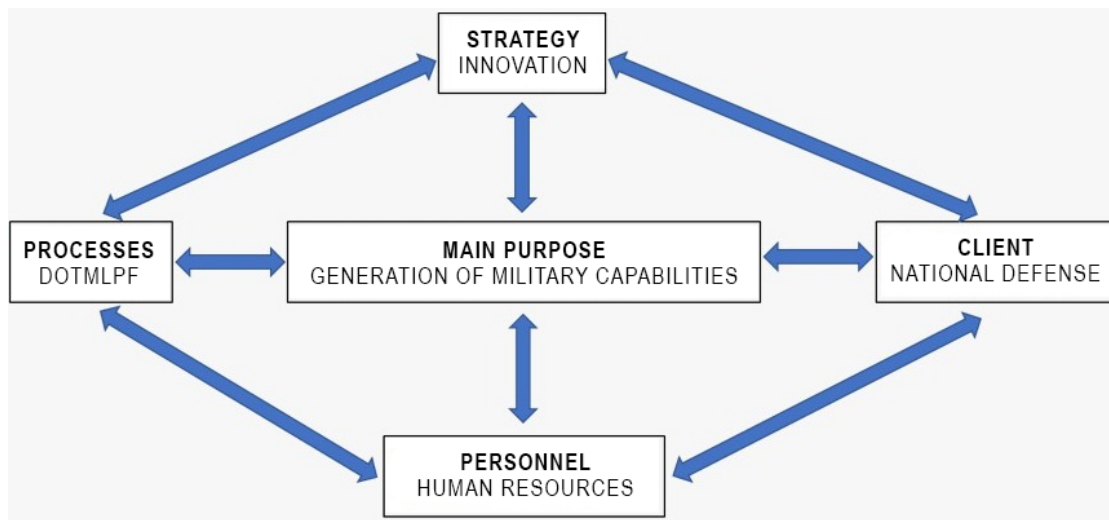 STRATEGY
INNOVATION
PROCESSES
DOTMLPF
MAIN PURPOSE
GENERATION OF MILITARY CAPABILITIES
CLIENT
NATIONAL DEFENSE
PERSONNEL
HUMAN RESOURCES